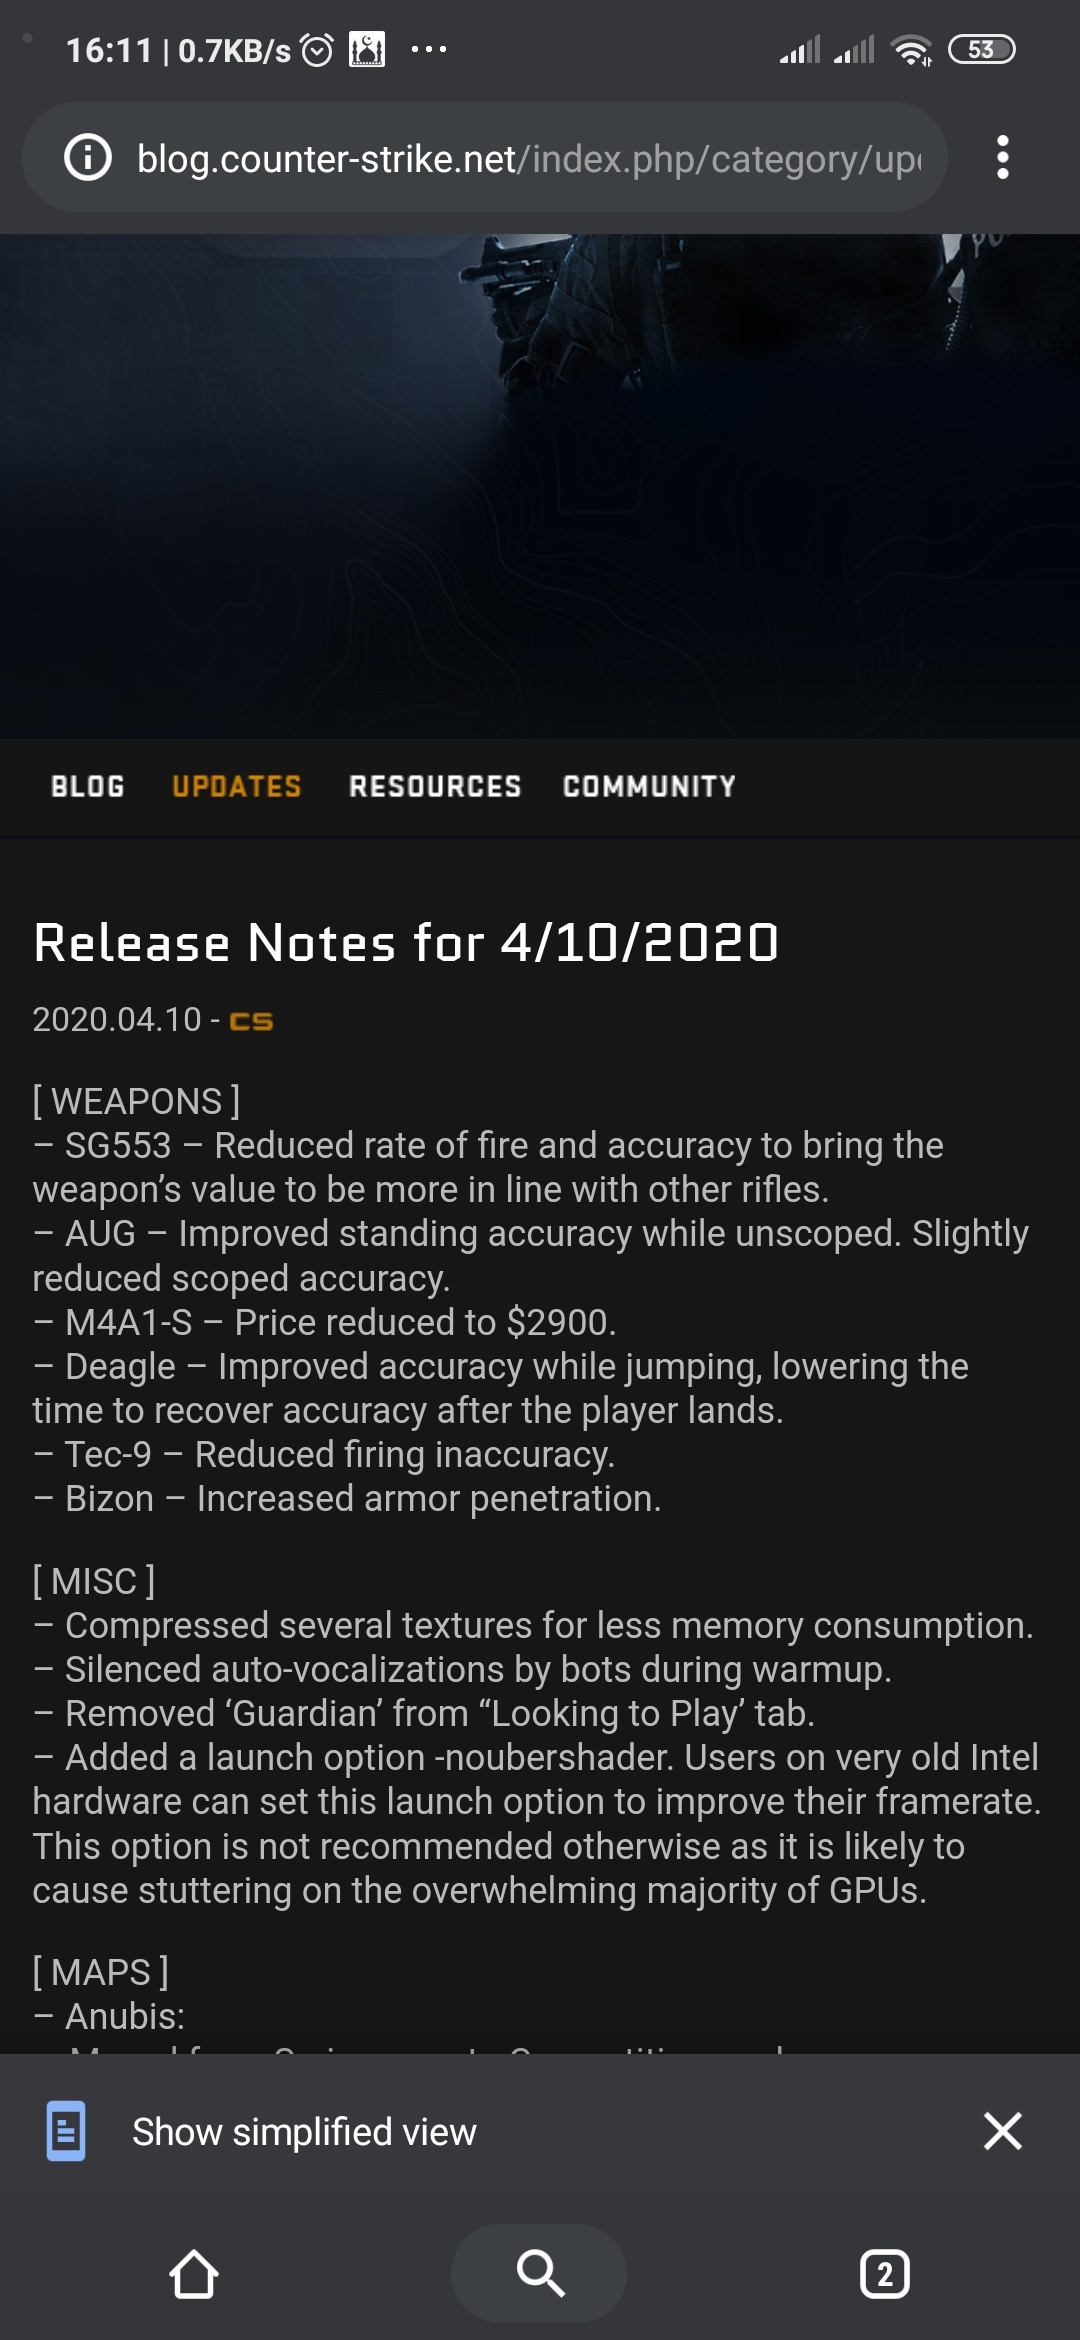 16:11 | 0.7KB/s
53
blog.counter-strike.net/index.php/category/up
BLOG UPDATES RESOURCES COMMUNITY
Release Notes for 4/10/2020
2020.04.10 - CS
[ WEAPONS ]
– SG553 – Reduced rate of fire and accuracy to bring the
weapon’s value to be more in line with other rifles.
– AUG – Improved standing accuracy while unscoped. Slightly
reduced scoped accuracy.
– M4A1-S – Price reduced to $2900.
– Deagle – Improved accuracy while jumping, lowering the
time to recover accuracy after the player lands.
– Tec-9 – Reduced firing inaccuracy.
– Bizon – Increased armor penetration.
[ MISC ]
– Compressed several textures for less memory consumption.
– Silenced auto-vocalizations by bots during warmup.
– Removed ‘Guardian’ from “Looking to Play’ tab.
– Added a launch option -noubershader. Users on very old Intel
hardware can set this launch option to improve their framerate.
This option is not recommended otherwise as it is likely to
cause stuttering on the overwhelming majority of GPUs.
[ MAPS ]
– Anubis:
Show simplified view
2